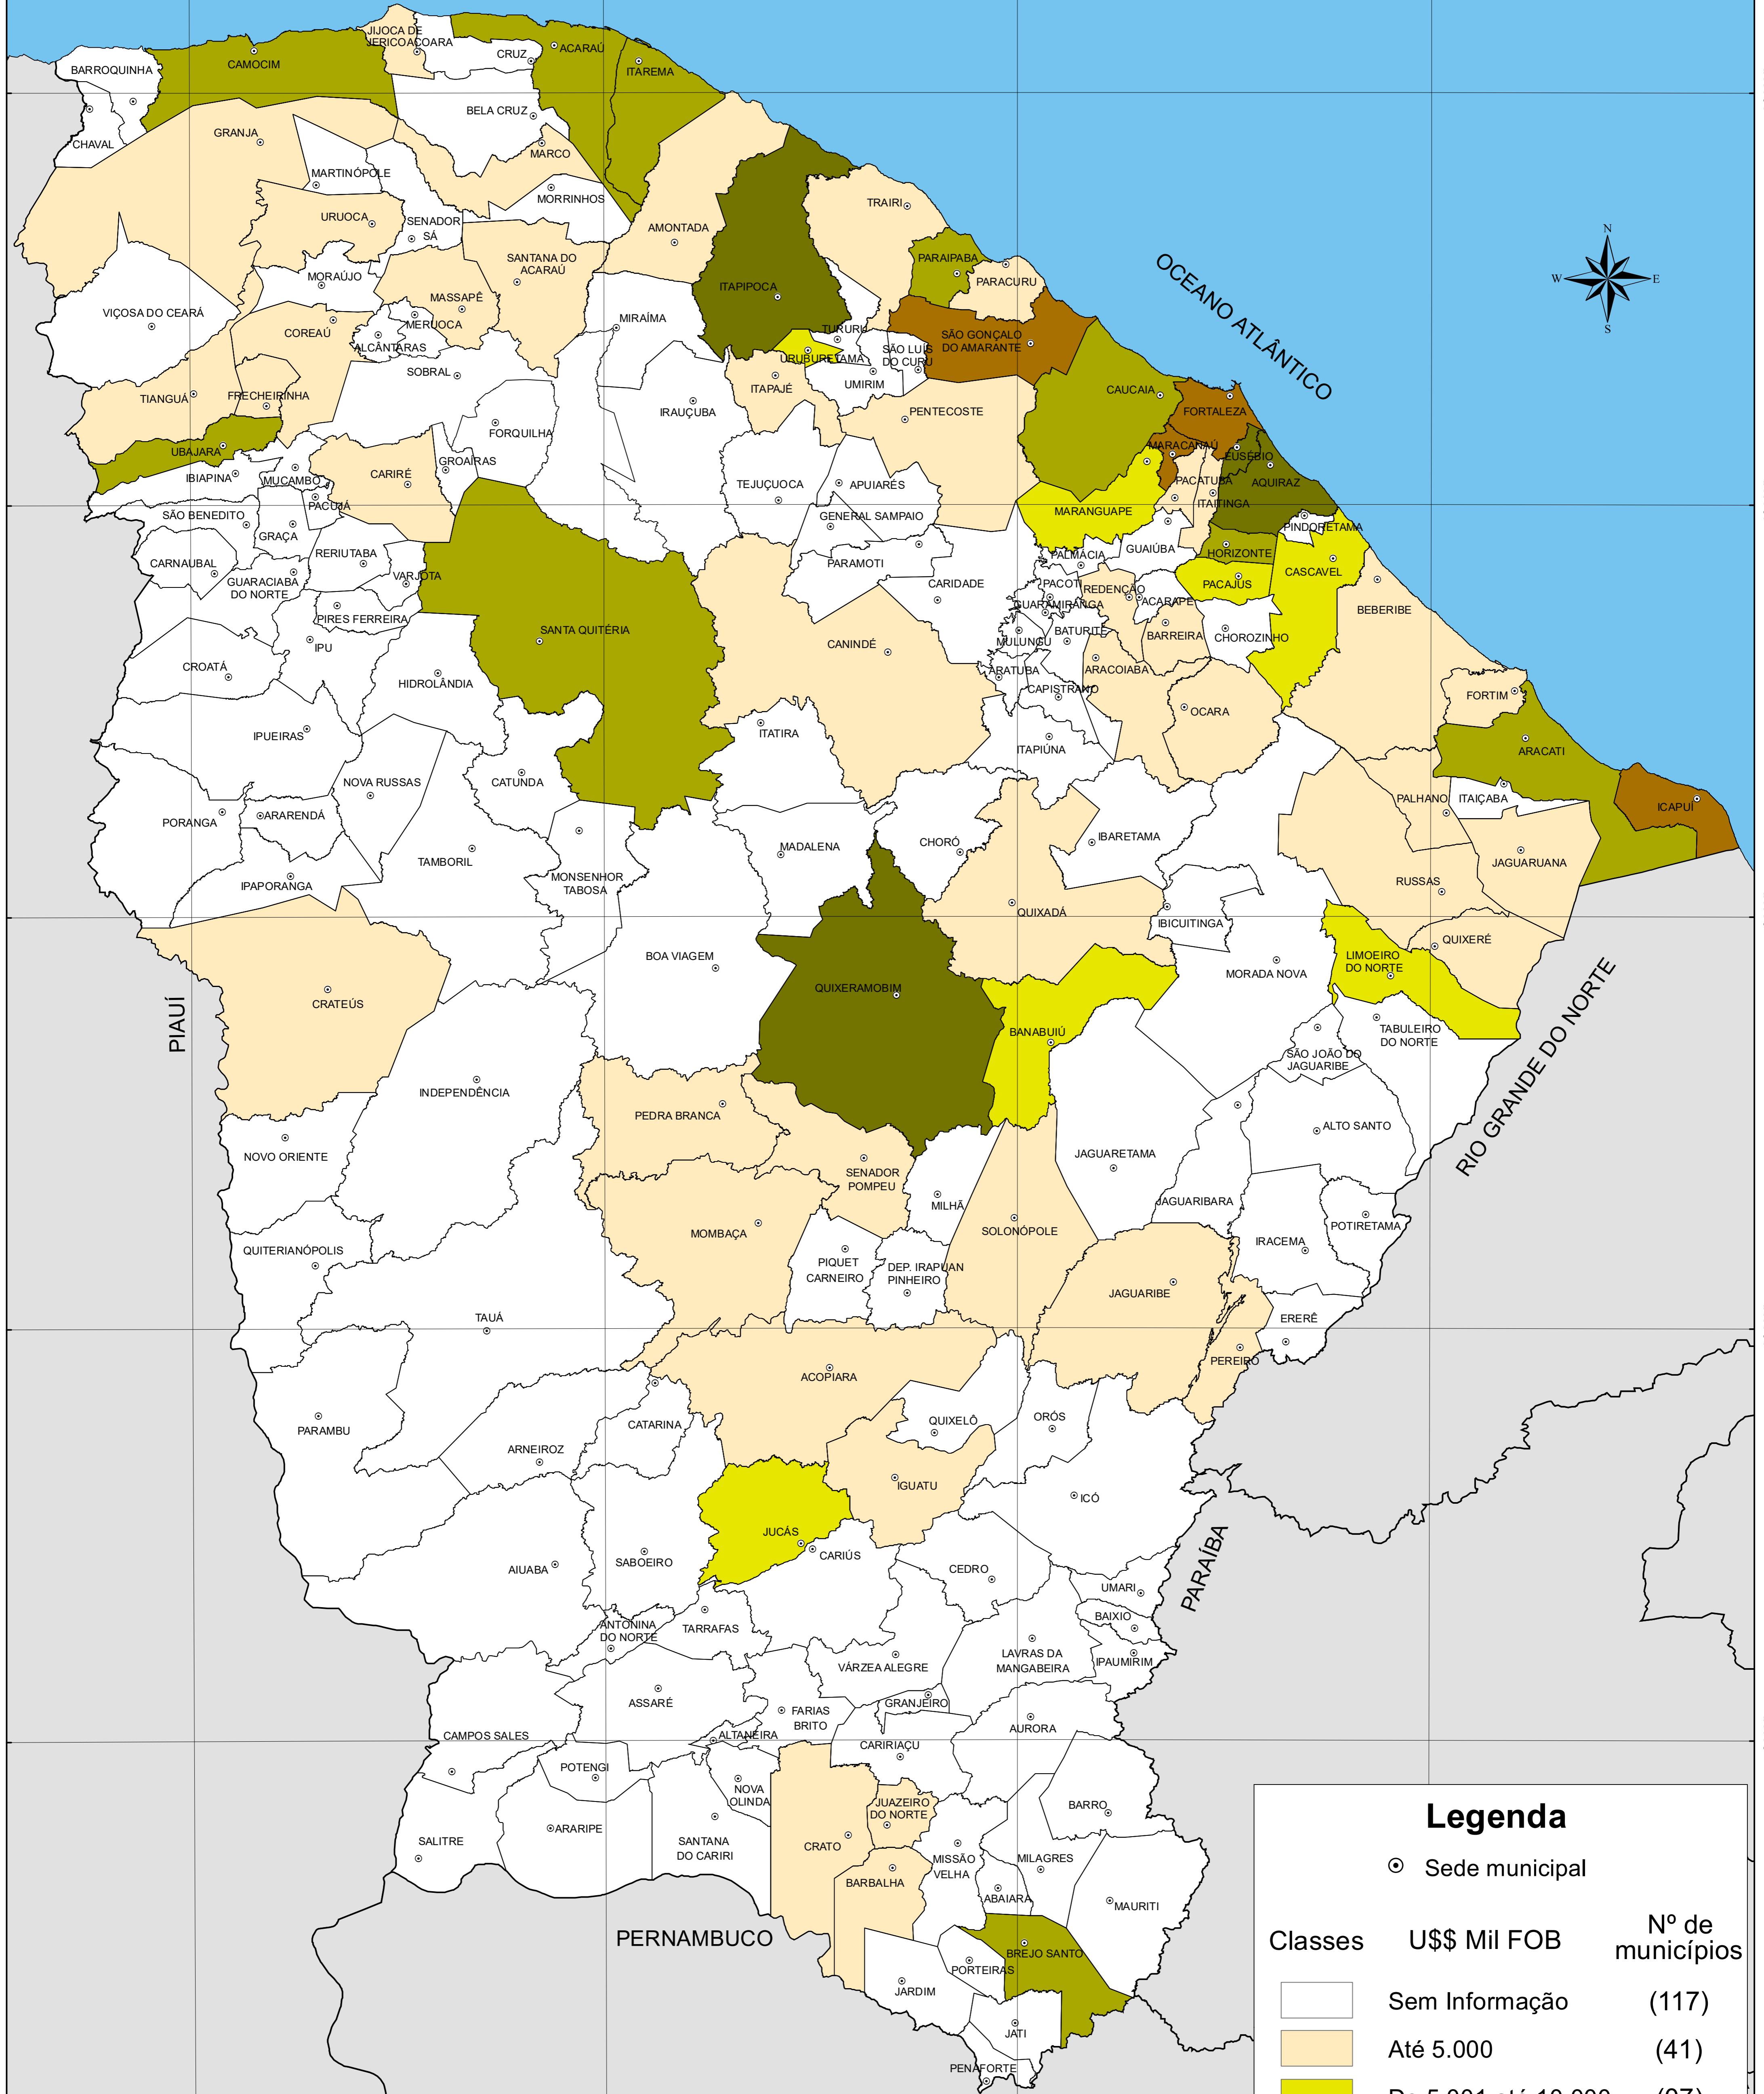 JIJOCA DE
JERICOACOARA
CRUZ
ACARAÚ
BARROQUINHA
CAMOCIM
ITAREMA
BELA CRUZ
GRANJA
CHAVAL
MARCO
MARTINÓPOLE
MORRINHOS
TRAIRI
URUOCA
SENADOR
SÁ
AMONTADA
N
SANTANA DO
ACARAÚ
PARAIPABA
OCEANO ATLÂNTICO
W
E
S
MORAÚJO
PARACURU
ITAPIPOCA
MASSAPÊ
VIÇOSA DO CEARÁ
MIRAÍMA
MERUOCA
COREAÚ
TURURU
SÃO GONÇALO
DO AMARANTE
ALCÂNTARAS
SÃO LUÍS
DO CURU
URUBURETAMA
SOBRAL
UMIRIM
ITAPAJÉ
CAUCAIA
TIANGUÁ
FRECHEIRINHA
IRAUÇUBA
PENTECOSTE
FORTALEZA
FORQUILHA
MARACANAÚ
UBAJARA
EUSÉBIO
GROAÍRAS
CARIRÉ
IBIAPINA
MUCAMBO
TEJUÇUOCA
APUIARÉS
PACATUBA
AQUIRAZ
PACUJÁ
ITAITINGA
MARANGUAPE
SÃO BENEDITO
GENERAL SAMPAIO
PINDORETAMA
GRAÇA
RERIUTABA
PALMÁCIA
GUAIÚBA
HORIZONTE
CARNAUBAL
PARAMOTI
VARJOTA
CASCAVEL
GUARACIABA
DO NORTE
CARIDADE
PACOTI
REDENÇÃO
PACAJUS
GUARAMIRANGA
ACARAPE
BEBERIBE
PIRES FERREIRA
SANTA QUITÉRIA
BATURITÉ
BARREIRA
CHOROZINHO
IPU
CANINDÉ
MULUNGU
CROATÁ
ARATUBA
ARACOIABA
HIDROLÂNDIA
CAPISTRANO
FORTIM
OCARA
IPUEIRAS
ITATIRA
ITAPIÚNA
ARACATI
NOVA RUSSAS
CATUNDA
PALHANO
ITAIÇABA
ICAPUÍ
PORANGA
ARARENDÁ
IBARETAMA
MADALENA
CHORÓ
TAMBORIL
JAGUARUANA
IPAPORANGA
MONSENHOR
TABOSA
RUSSAS
QUIXADÁ
IBICUITINGA
QUIXERÉ
BOA VIAGEM
LIMOEIRO
DO NORTE
MORADA NOVA
QUIXERAMOBIM
CRATEÚS
PIAUÍ
BANABUIÚ
TABULEIRO
DO NORTE
SÃO JOÃO DO
JAGUARIBE
RIO GRANDE DO NORTE
INDEPENDÊNCIA
PEDRA BRANCA
ALTO SANTO
NOVO ORIENTE
JAGUARETAMA
SENADOR
POMPEU
MILHÃ
JAGUARIBARA
MOMBAÇA
SOLONÓPOLE
POTIRETAMA
IRACEMA
QUITERIANÓPOLIS
PIQUET
CARNEIRO
DEP. IRAPUAN
PINHEIRO
JAGUARIBE
TAUÁ
ERERÊ
PEREIRO
ACOPIARA
PARAMBU
CATARINA
QUIXELÔ
ORÓS
ARNEIROZ
IGUATU
ICÓ
JUCÁS
CARIÚS
SABOEIRO
AIUABA
CEDRO
PARAÍBA
UMARI
BAIXIO
ANTONINA
DO NORTE
TARRAFAS
LAVRAS DA
MANGABEIRA
IPAUMIRIM
VÁRZEA ALEGRE
ASSARÉ
GRANJEIRO
FARIAS
BRITO
AURORA
CAMPOS SALES
ALTANEIRA
CARIRIAÇU
POTENGI
NOVA
OLINDA
JUAZEIRO
DO NORTE
BARRO
ARARIPE
SALITRE
SANTANA
DO CARIRI
CRATO
MISSÃO
VELHA
MILAGRES
BARBALHA
ABAIARA
MAURITI
PERNAMBUCO
BREJO SANTO
PORTEIRAS
JARDIM
JATI
PENAFORTE
Legenda
Sede municipal
Classes U$$ Mil FOB Nº de
municípios
Sem Informação (117)
Até 5.000 (41)